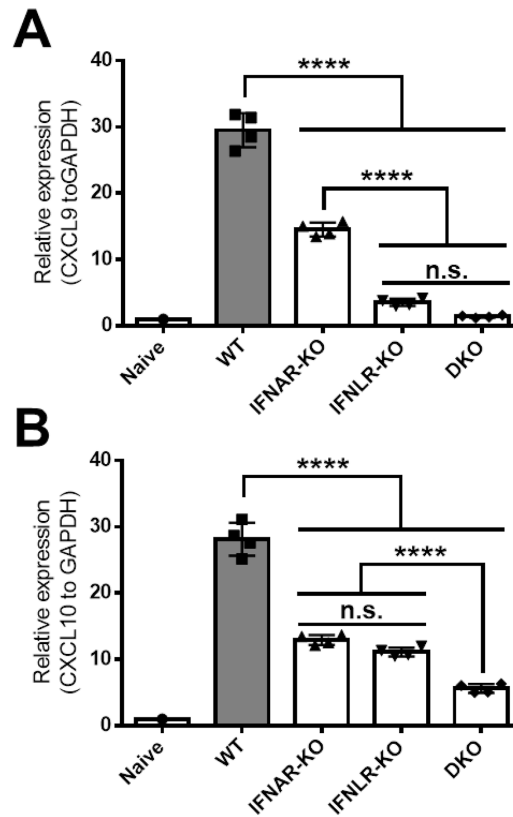 A
Relative expression
(CXCL9 toGAPDH)
40
30
20
10
0
****
****
n.s.
Naive
WT
IFNAR-KO
IFNLR-KO
DKO
B
Relative expression
(CXCL10 to GAPDH)
40
30
20
10
0
****
****
n.s.
Naive
WT
IFNAR-KO
IFNLR-KO
DKO